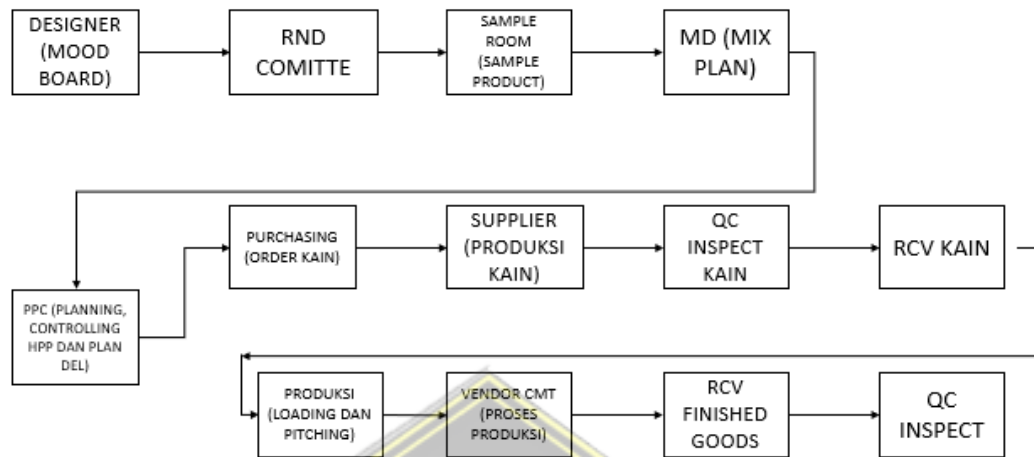 DESIGNER
(MOOD
BOARD)
RND
COMITTE
SAMPLE
ROOM
(SAMPLE
PRODUCT)
MD (MIX
PLAN)
PPC (PLANNING,
CONTROLLING
HPP DAN PLAN
DEL)
PURCHASING
(ORDER KAIN)
SUPPLIER
(PRODUKSI
KAIN)
QC
INSPECT
KAIN
RCV KAIN
PRODUKSI
(LOADING DAN
PITCHING)
VENDOR CMT
(PROSES
PRODUKSI)
RCV
FINISHED
GOODS
QC
INSPECT